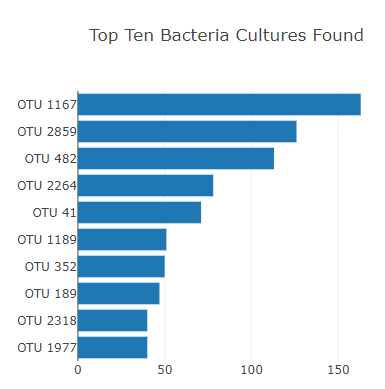 Top Ten Bacteria Cultures Found
OTU 1167
OTU 2859
OTU 482
OTU 2264
OTU 41
OTU 1189
OTU 352
OTU 189
OTU 2318
OTU 1977
0 50 100 150